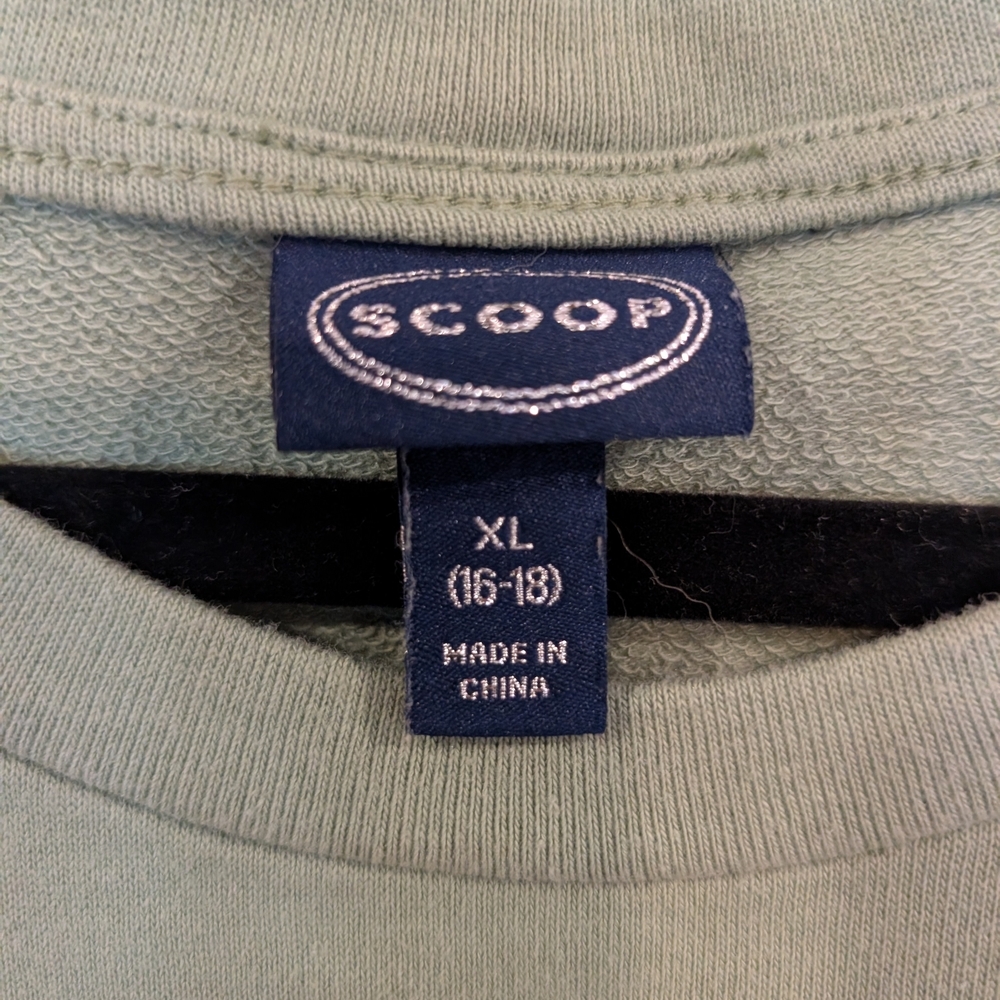 SCOOP
XL
(16-18)
MADE IN
CHINA